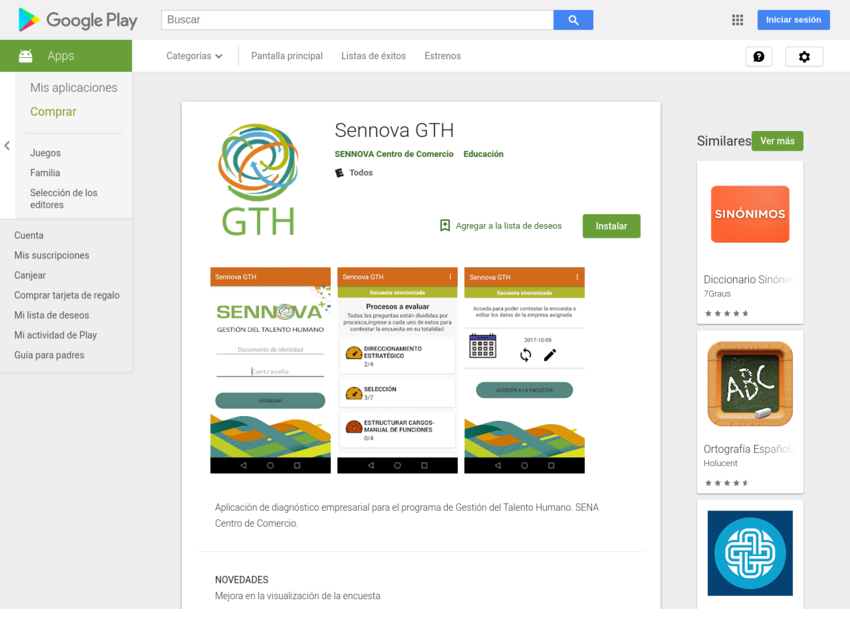 Google Play
Buscar
Iniciar sesión
Apps
Categorías
Pantalla principal
Listas de éxitos
Estrenos
Mis aplicaciones
Comprar
Juegos
Familia
Selección de los
editores
Cuenta
Mis suscripciones
Canjear
Comprar tarjeta de regalo
Mi lista de deseos
Mi actividad de Play
Guía para padres
GTH
Sennova GTH
SENNOVA Centro de Comercio Educación
Todos
Agregar a la lista de deseos
Instalar
Sennova GTH
SENNOVA
GESTIÓN DEL TALENTO HUMANO
Documento de identidad
Contraseña
INGRESAR
Sennova GTH
Encuesta sincronizada
Procesos a evaluar
Todas las preguntas están divididas por
procesos,ingrese a cada uno de estos para
contestar la encuesta en su totalidad.
DIRECCIONAMIENTO
ESTRATÉGICO
2/4
SELECCIÓN
3/7
ESTRUCTURAR CARGOS-
MANUAL DE FUNCIONES
0/4
Sennova GTH
Encuesta sincronizada
Acceda para poder contestar la encuesta o
editar los datos de la empresa asignada.
2017-10-09
ACCEDER A LA ENCUESTA
Aplicación de diagnóstico empresarial para el programa de Gestión del Talento Humano. SENA
Centro de Comercio.
NOVEDADES
Mejora en la visualización de la encuesta
Similares
Ver más
SINÓNIMOS
Diccionario Sinónim
7Graus
ABC
Ortografía Española
Holucent